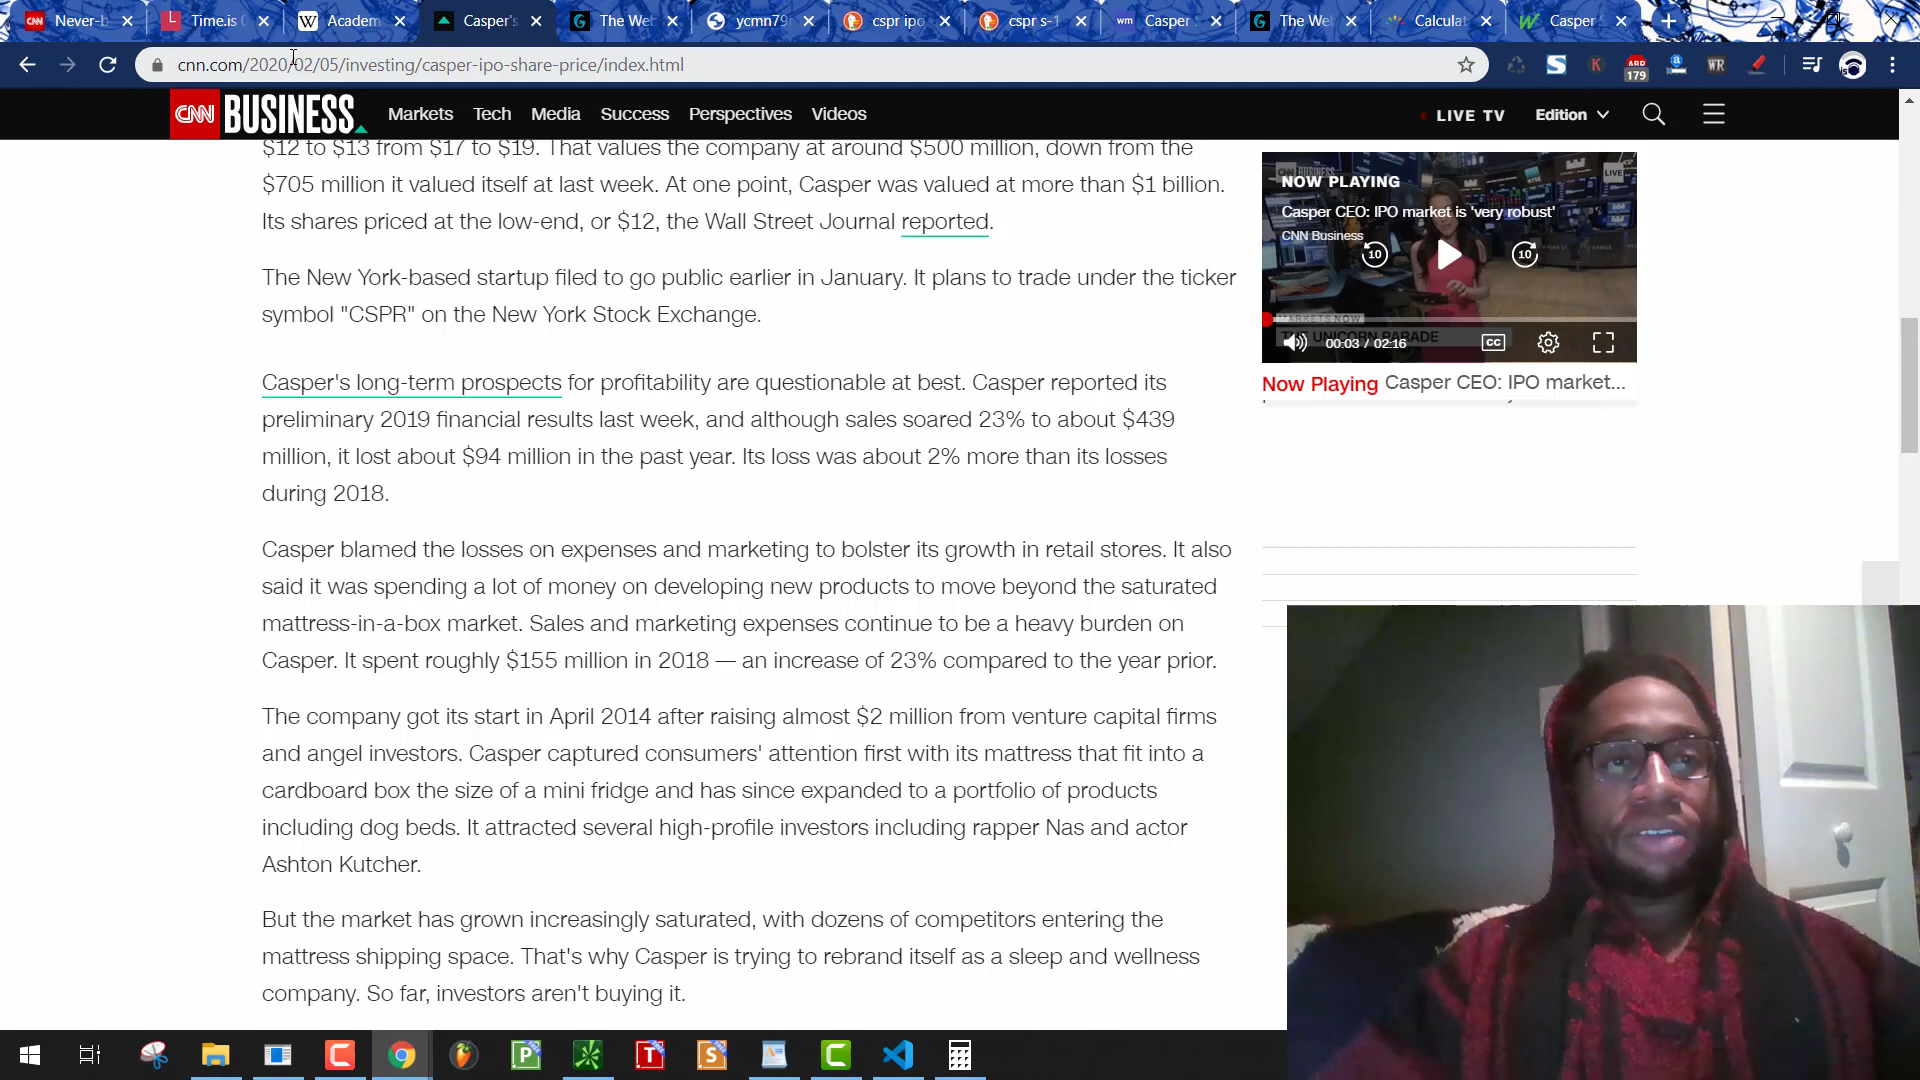 Never-b
Time.is
Academ
Casper's
The Wel
ycmn79
cspr ipo
cspr s-1
Casper
The Wel
Calculat
Casper
cnn.com/2020/02/05/investing/casper-ipo-share-price/index.html
ABP
179
WR
CNN BUSINESS
Markets
Tech
Media
Success
Perspectives
Videos
LIVE TV
Edition
$12 to $13 from $17 to $19. That values the company at around $500 million, down from the
$705 million it valued itself at last week. At one point, Casper was valued at more than $1 billion.
Its shares priced at the low-end, or $12, the Wall Street Journal reported.
The New York-based startup filed to go public earlier in January. It plans to trade under the ticker
symbol "CSPR" on the New York Stock Exchange.
Casper's long-term prospects for profitability are questionable at best. Casper reported its
preliminary 2019 financial results last week, and although sales soared 23% to about $439
million, it lost about $94 million in the past year. Its loss was about 2% more than its losses
during 2018.
Casper blamed the losses on expenses and marketing to bolster its growth in retail stores. It also
said it was spending a lot of money on developing new products to move beyond the saturated
mattress-in-a-box market. Sales and marketing expenses continue to be a heavy burden on
Casper. It spent roughly $155 million in 2018 — an increase of 23% compared to the year prior.
The company got its start in April 2014 after raising almost $2 million from venture capital firms
and angel investors. Casper captured consumers' attention first with its mattress that fit into a
cardboard box the size of a mini fridge and has since expanded to a portfolio of products
including dog beds. It attracted several high-profile investors including rapper Nas and actor
Ashton Kutcher.
But the market has grown increasingly saturated, with dozens of competitors entering the
mattress shipping space. That's why Casper is trying to rebrand itself as a sleep and wellness
company. So far, investors aren't buying it.
NOW PLAYING
LIVE
Casper CEO: IPO market is 'very robust'
CNN Business
10
10
MARKETS NOW
THE UNICORN PARADE
00:03 / 02:16
CC
Now Playing Casper CEO: IPO market...